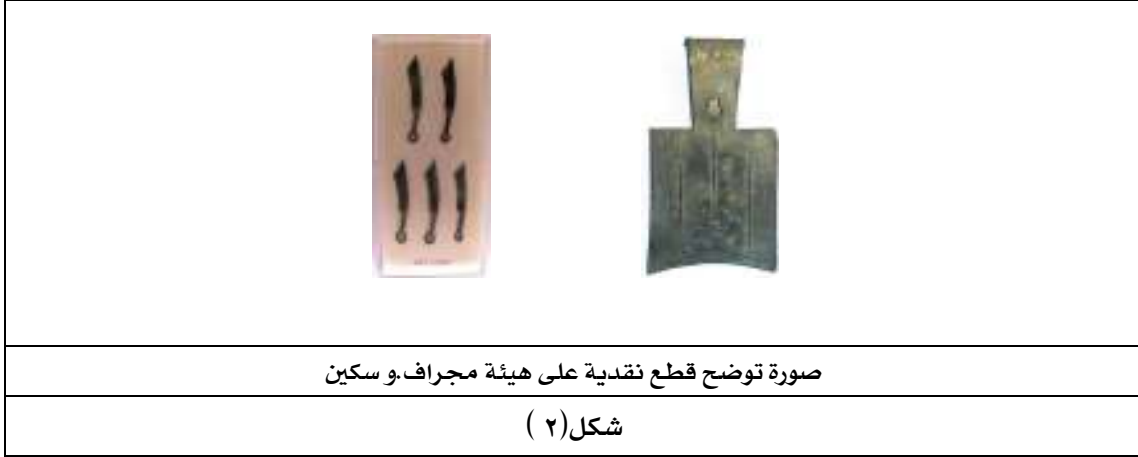 صورة توضح قطع نقدية على هيئة مجراف.و سكين
شكل(٢ )